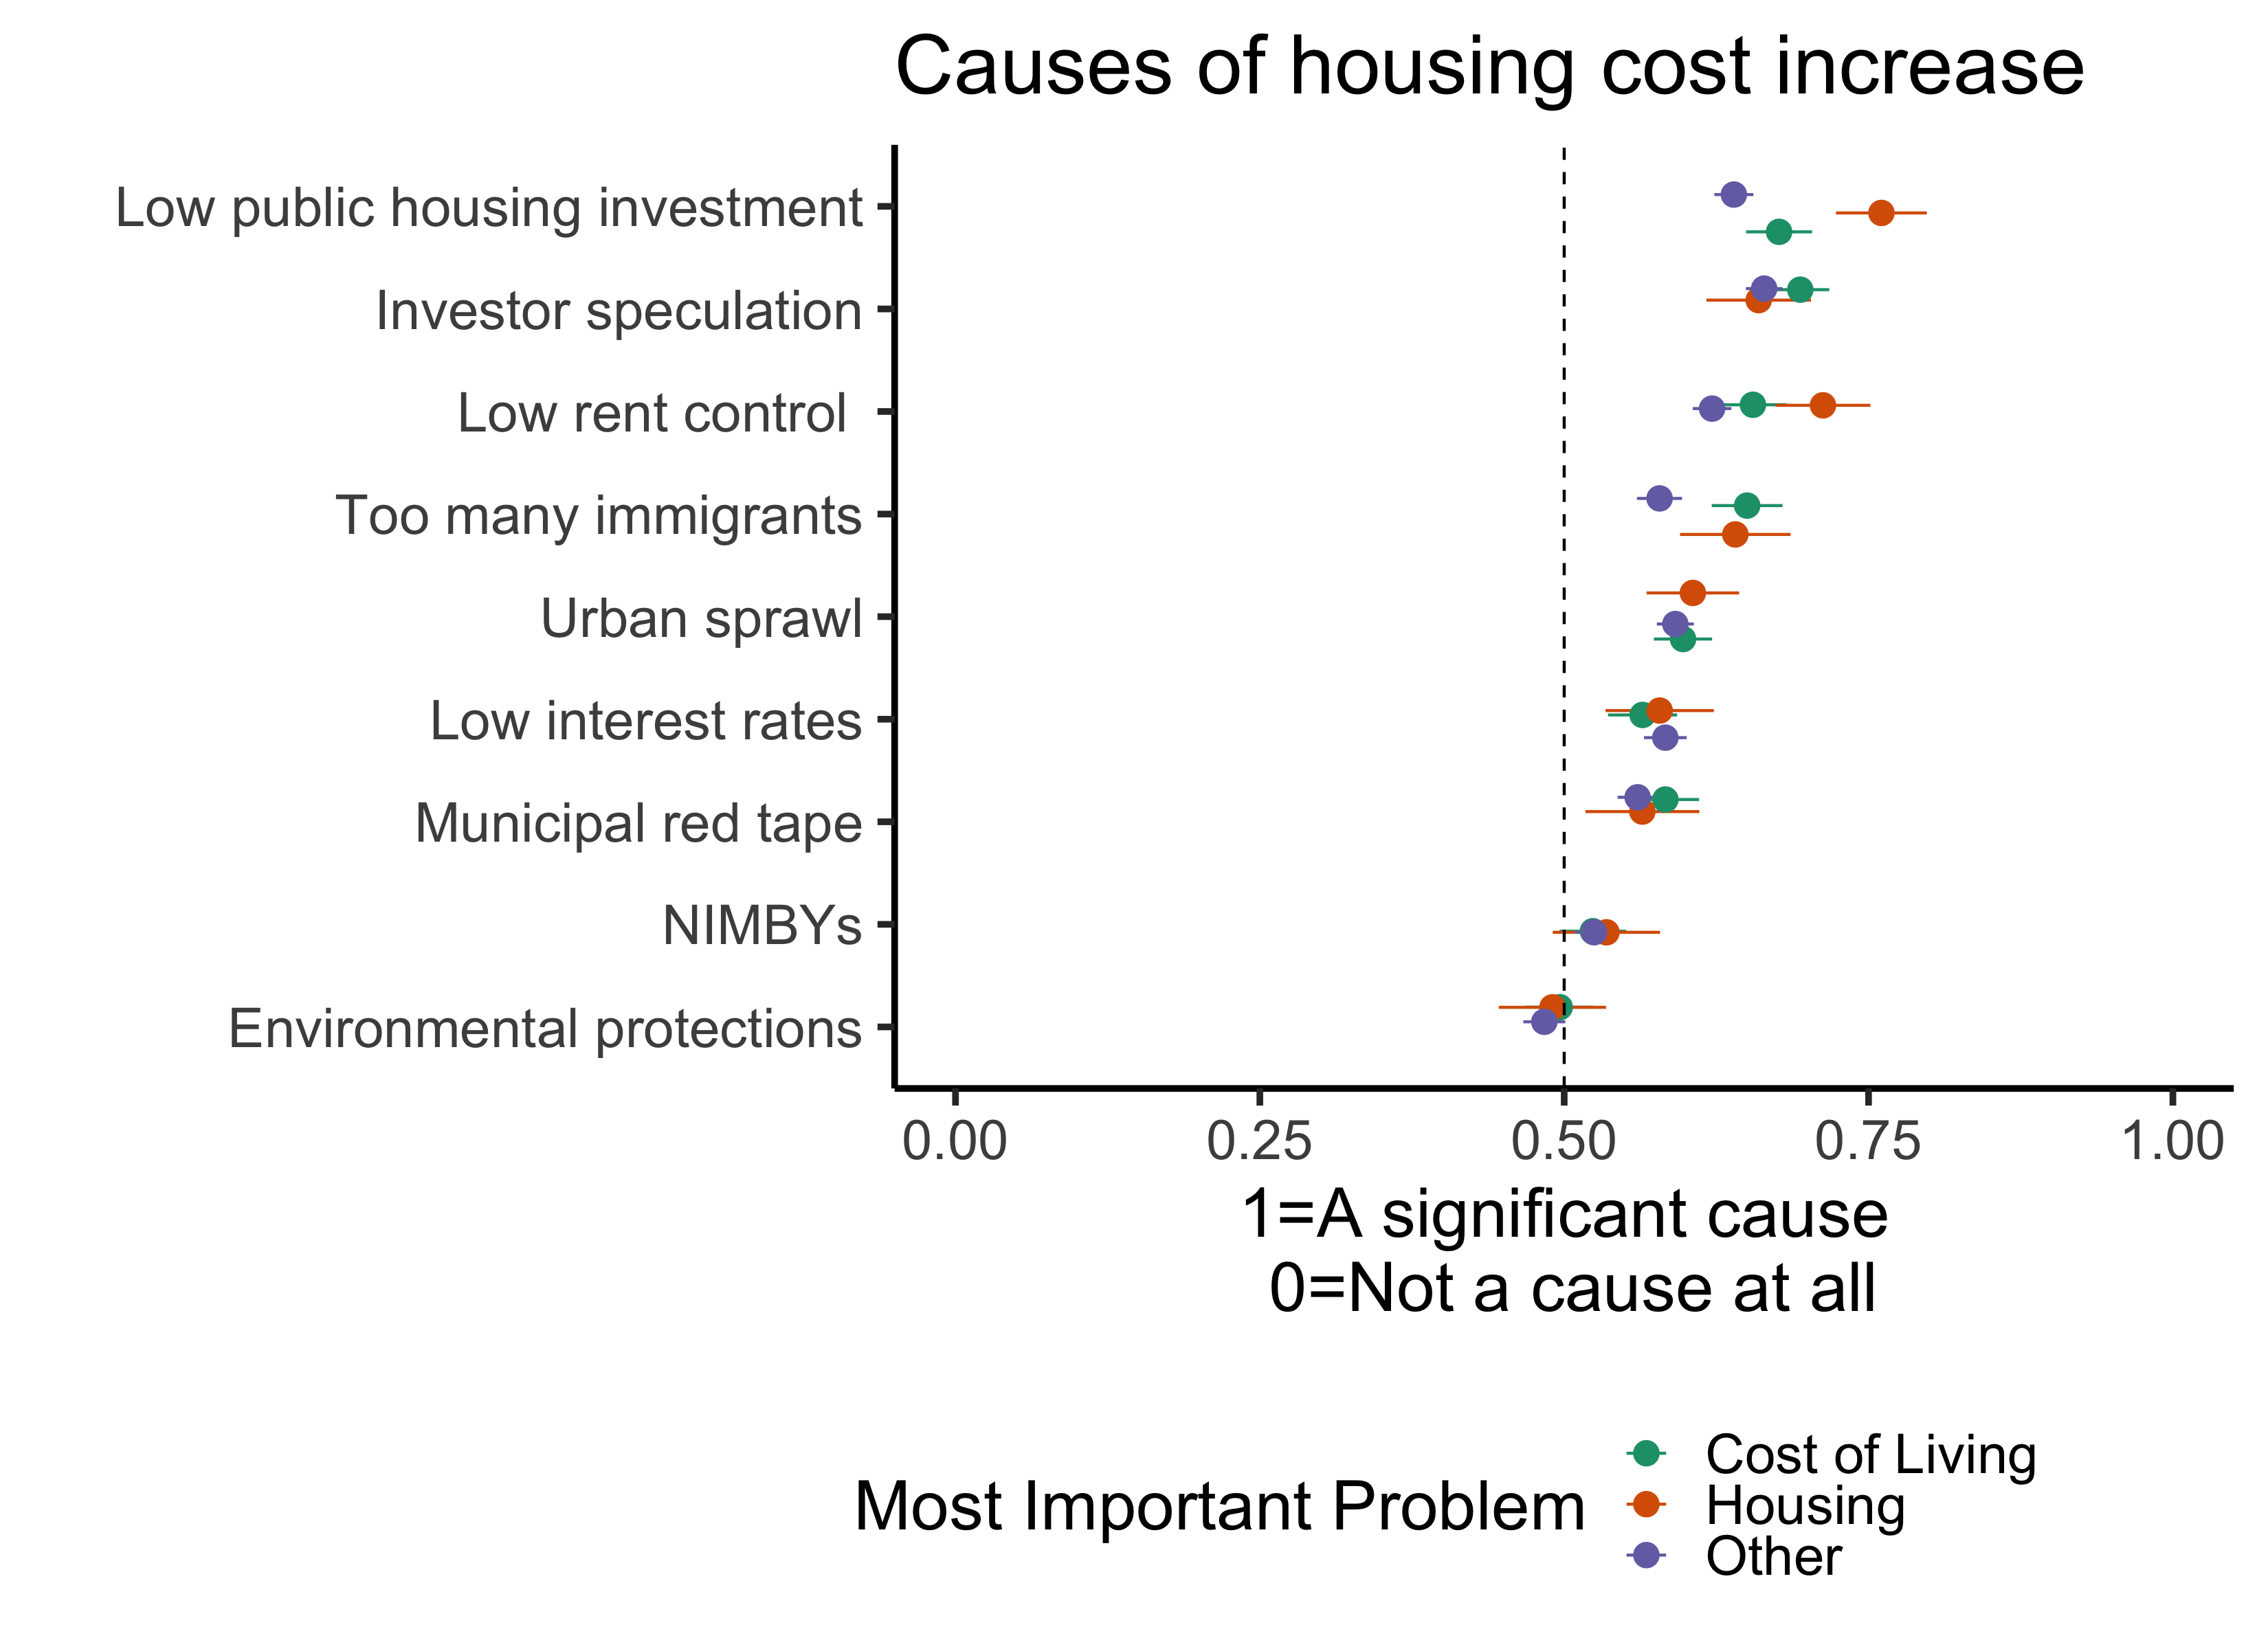 Causes of housing cost increase
Low public housing investment
Investor speculation
Low rent control
Too many immigrants
Urban sprawl
Low interest rates
Municipal red tape
NIMBYs
Environmental protections
0.00 0.25 0.50 0.75 1.00
1=A significant cause
0=Not a cause at all
Most Important Problem
Cost of Living
Housing
Other